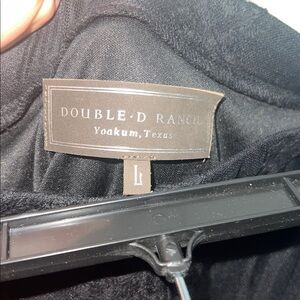 DOUBLE·D RANCH
Yoakum, Texas
L